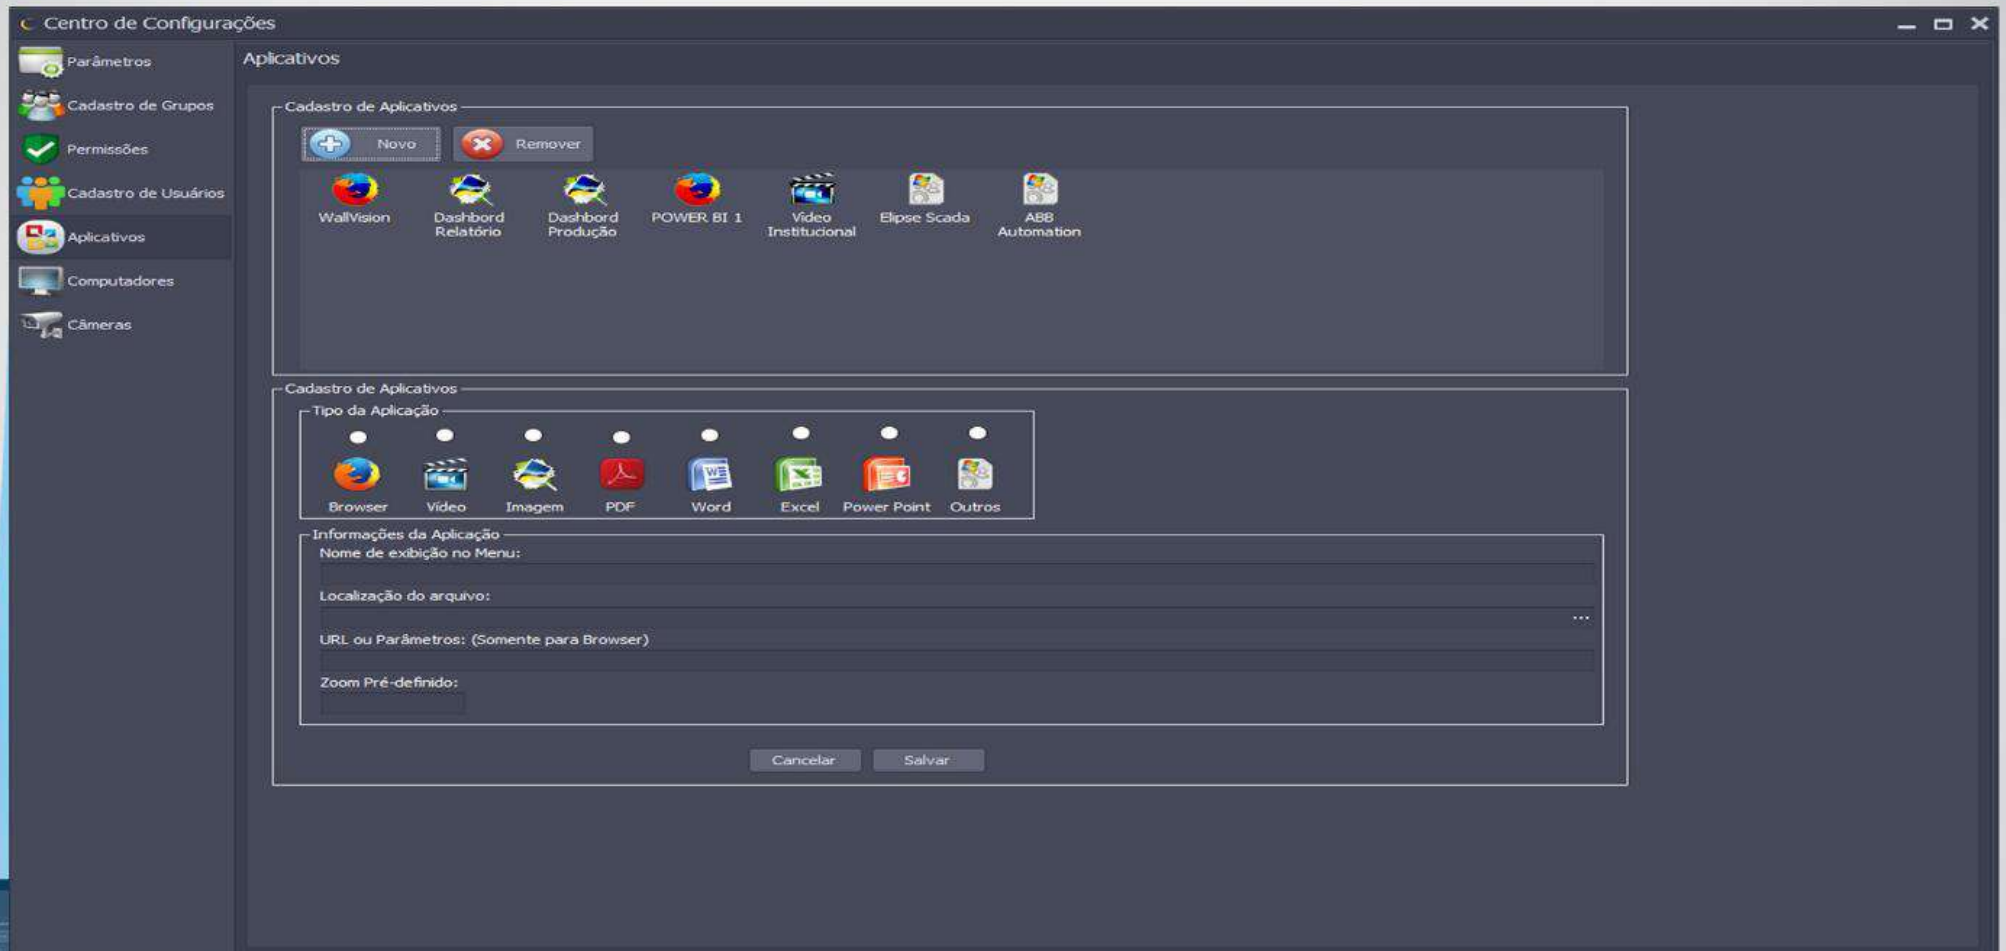 Centro de Configurações
Parâmetros
Cadastro de Grupos
Permissões
Cadastro de Usuários
Aplicativos
Computadores
Câmeras
Aplicativos
Cadastro de Aplicativos
Novo
Remover
WallVision
Dashbord
Relatório
Dashbord
Produção
POWER BI 1
Vídeo
Institucional
Elipse Scada
ABB
Automation
Cadastro de Aplicativos
Tipo da Aplicação
Browser
Vídeo
Imagem
PDF
Word
Excel
Power Point
Outros
Informações da Aplicação
Nome de exibição no Menu:
Localização do arquivo:
...
URL ou Parâmetros: (Somente para Browser)
Zoom Pré-definido:
Cancelar
Salvar